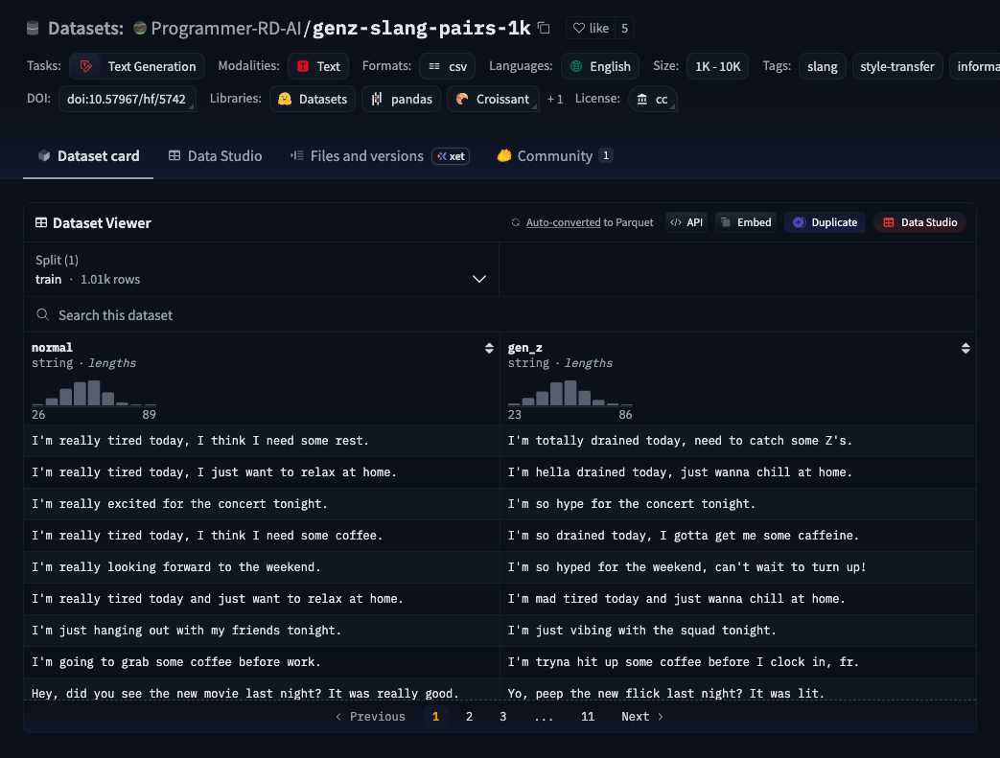 Datasets: Programmer-RD-AI/genz-slang-pairs-1k like 5
Tasks: Text Generation Modalities: Text Formats: csv Languages: English Size: 1K - 10K Tags: slang style-transfer informa
DOI: doi:10.57967/hf/5742 Libraries: Datasets pandas Croissant + 1 License: cc
Dataset card Data Studio Files and versions xet Community 1
Dataset Viewer Auto-converted to Parquet </> API Embed Duplicate Data Studio
Split (1)
train · 1.01k rows
Search this dataset
normal gen_z
string · lengths string · lengths
26 89 23 86
I'm really tired today, I think I need some rest. I'm totally drained today, need to catch some Z's.
I'm really tired today, I just want to relax at home. I'm hella drained today, just wanna chill at home.
I'm really excited for the concert tonight. I'm so hype for the concert tonight.
I'm really tired today, I think I need some coffee. I'm so drained today, I gotta get me some caffeine.
I'm really looking forward to the weekend. I'm so hyped for the weekend, can't wait to turn up!
I'm really tired today and just want to relax at home. I'm mad tired today and just wanna chill at home.
I'm just hanging out with my friends tonight. I'm just vibing with the squad tonight.
I'm going to grab some coffee before work. I'm tryna hit up some coffee before I clock in, fr.
Hey, did you see the new movie last night? It was really good. Yo, peep the new flick last night? It was lit.
< Previous 1 2 3 ... 11 Next >